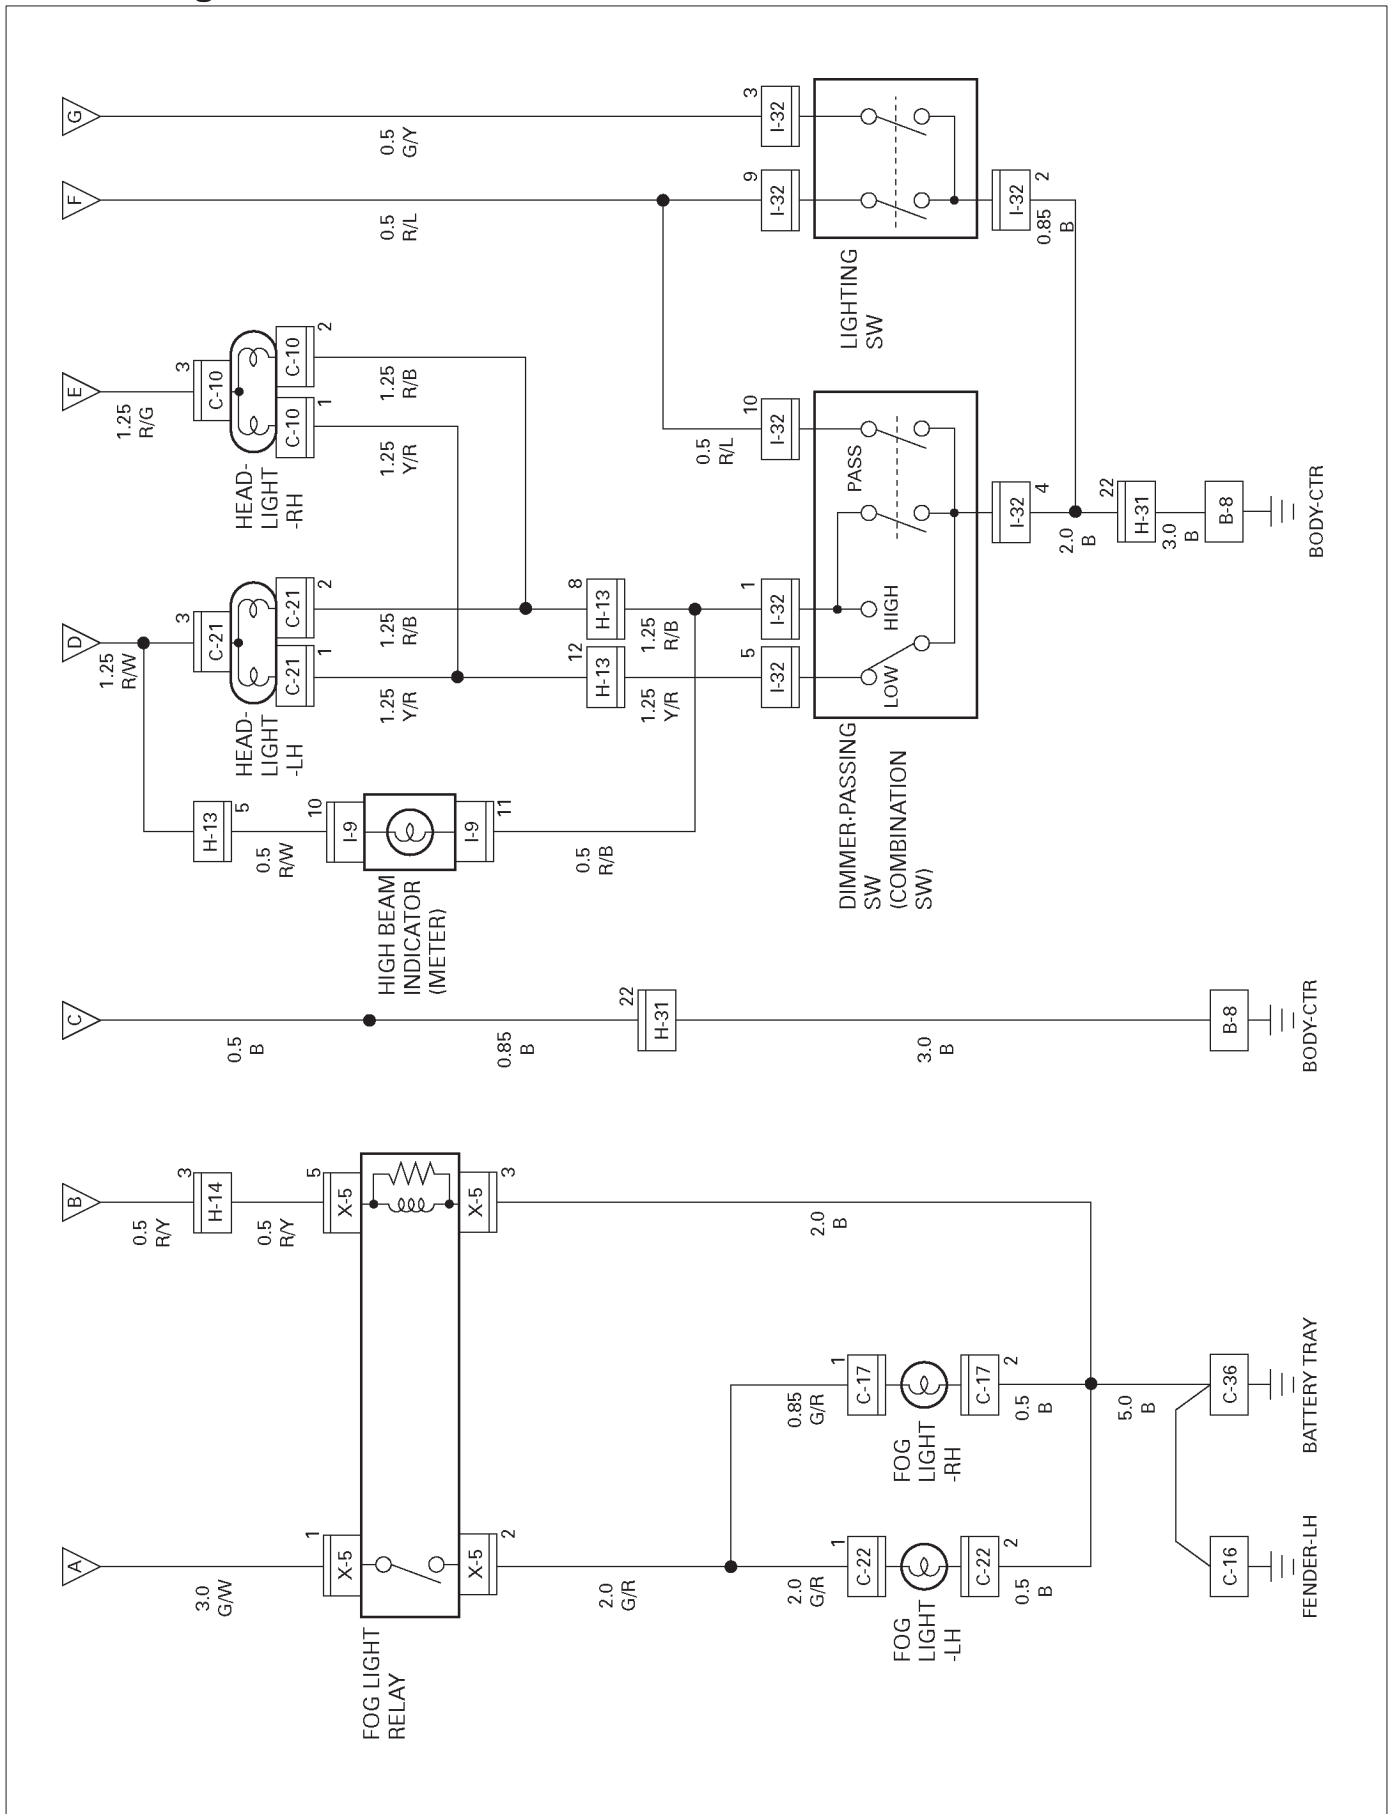 A
3.0
G/W
1
X-5
FOG LIGHT
RELAY
X-5
2
2.0
G/R
2.0
G/R
1
C-22
FOG
LIGHT
-LH
C-22
2
0.5
B
C-16
FENDER-LH
0.85
G/R
1
C-17
FOG
LIGHT
-RH
C-17
2
0.5
B
5.0
B
C-36
BATTERY TRAY
B
0.5
R/Y
3
H-14
0.5
R/Y
5
X-5
X-5
3
2.0
B
C
0.5
B
0.85
B
22
H-31
3.0
B
B-8
BODY-CTR
D
1.25
R/W
H-13
5
0.5
R/W
10
I-9
HIGH BEAM
INDICATOR
(METER)
I-9
11
0.5
R/B
3
C-21
HEAD-
LIGHT
-LH
C-21
1
C-21
2
1.25
Y/R
1.25
R/B
12
H-13
8
H-13
1.25
Y/R
1.25
R/B
5
I-32
1
I-32
E
1.25
R/G
3
C-10
HEAD-
LIGHT
-RH
C-10
1
C-10
2
1.25
Y/R
1.25
R/B
DIMMER.PASSING
SW
(COMBINATION
SW)
LOW
HIGH
PASS
0.5
R/L
10
I-32
I-32
4
2.0
B
22
H-31
3.0
B
B-8
BODY-CTR
F
0.5
R/L
9
I-32
G
0.5
G/Y
3
I-32
LIGHTING
SW
I-32
2
0.85
B